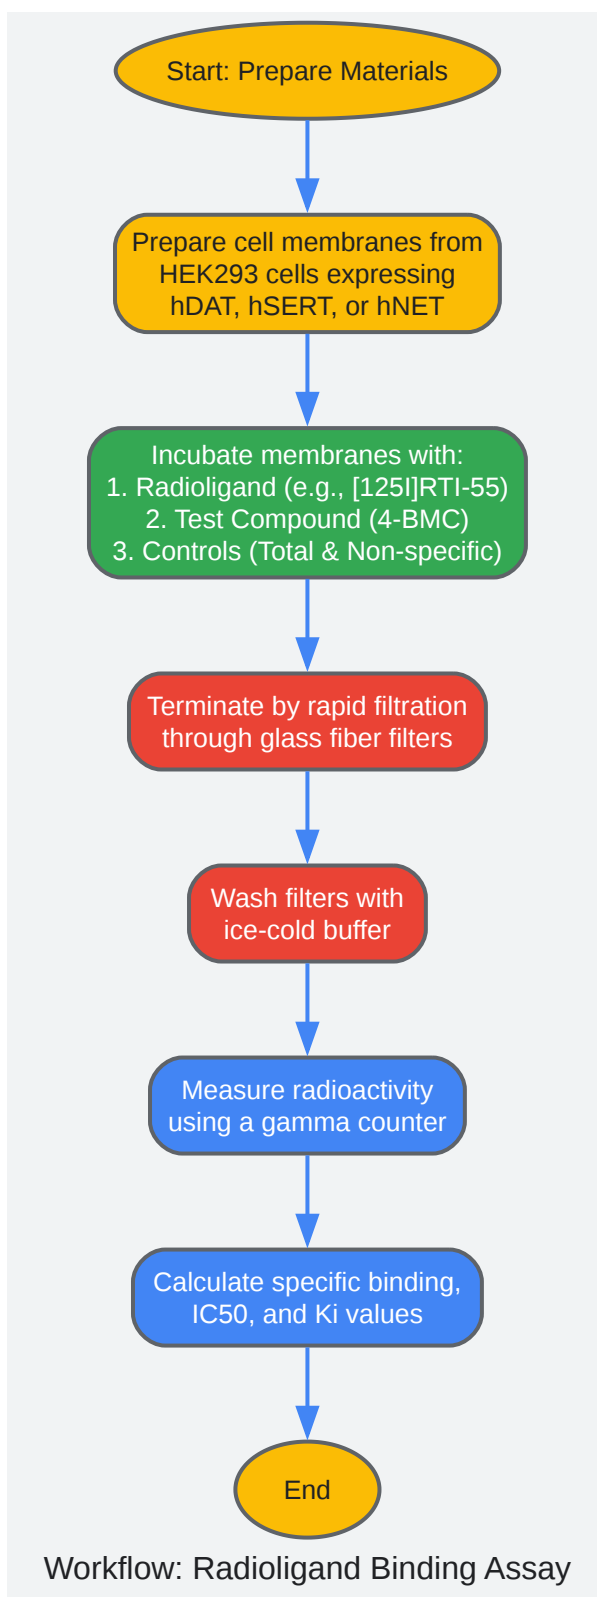 Start: Prepare Materials
Prepare cell membranes from
HEK293 cells expressing
hDAT, hSERT, or hNET
Incubate membranes with:
1. Radioligand (e.g., [125I]RTI-55)
2. Test Compound (4-BMC)
3. Controls (Total & Non-specific)
Terminate by rapid filtration
through glass fiber filters
Wash filters with
ice-cold buffer
Measure radioactivity
using a gamma counter
Calculate specific binding,
IC50, and Ki values
End
Workflow: Radioligand Binding Assay